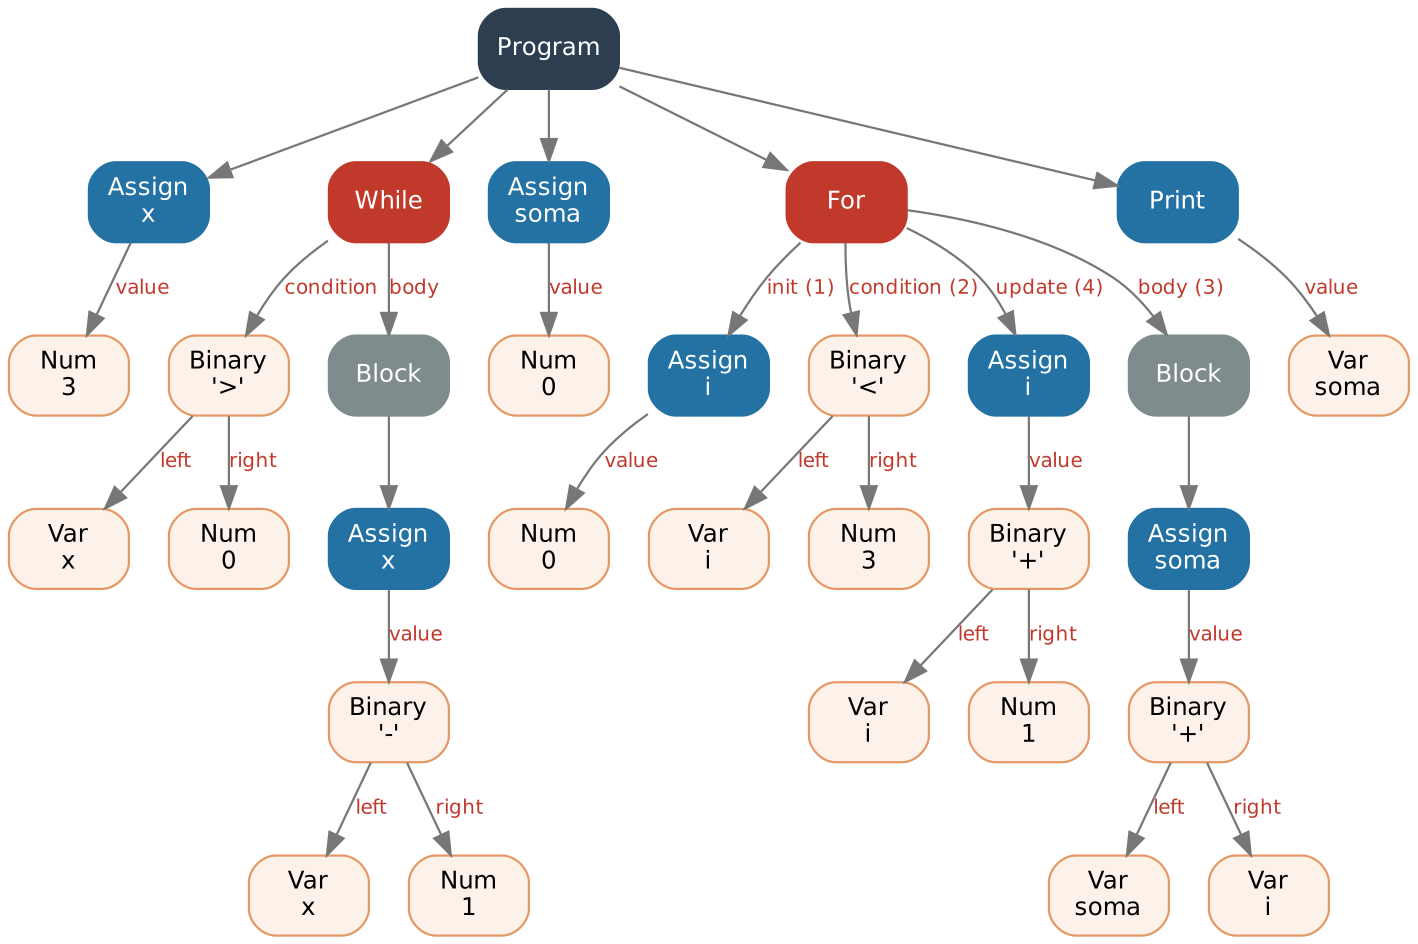 Program
Assign
x
While
Assign
soma
For
Print
value
condition
body
value
init (1)
condition (2)
update (4)
body (3)
value
Num
3
Binary
'>'
Block
Num
0
Assign
i
Binary
'<'
Assign
i
Block
Var
soma
left
right
value
left
right
value
Var
x
Num
0
Assign
x
Num
0
Var
i
Num
3
Binary
'+'
Assign
soma
value
left
right
value
Binary
'-'
Var
i
Num
1
Binary
'+'
left
right
left
right
Var
x
Num
1
Var
soma
Var
i